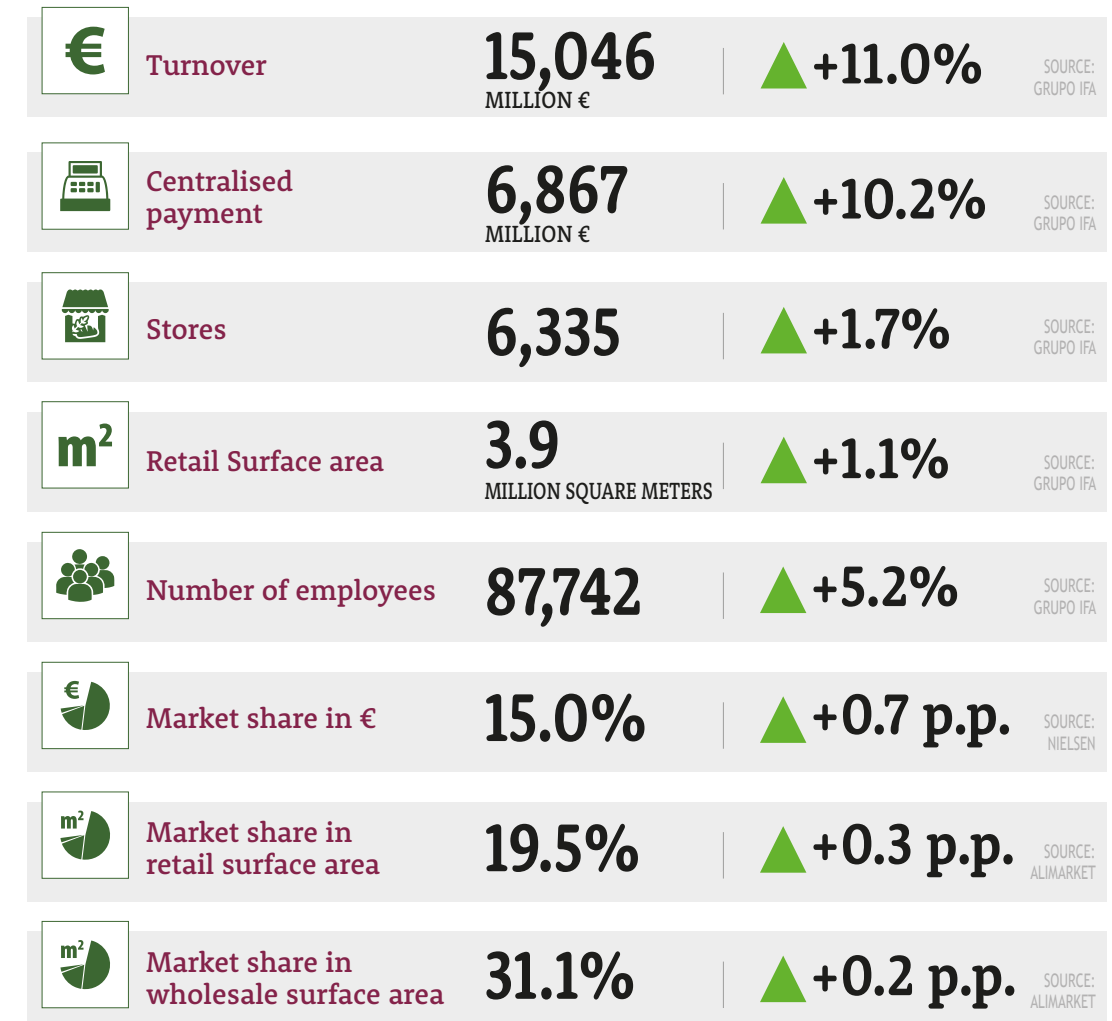 €
Turnover
15,046
MILLION €
+11.0%
SOURCE:
GRUPO IFA
Centralised
payment
6,867
MILLION €
+10.2%
SOURCE:
GRUPO IFA
Stores
6,335
+1.7%
SOURCE:
GRUPO IFA
m²
Retail Surface area
3.9
MILLION SQUARE METERS
+1.1%
SOURCE:
GRUPO IFA
Number of employees
87,742
+5.2%
SOURCE:
GRUPO IFA
€
Market share in €
15.0%
+0.7 p.p.
SOURCE:
NIELSEN
m²
Market share in
retail surface area
19.5%
+0.3 p.p.
SOURCE:
ALIMARKET
m²
Market share in
wholesale surface area
31.1%
+0.2 p.p.
SOURCE:
ALIMARKET